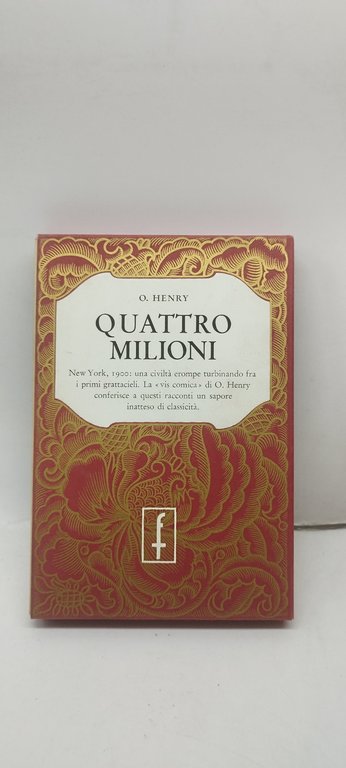 O. HENRY
QUATTRO
MILIONI
New York, 1900: una civiltà erompe turbinando fra
i primi grattacieli. La «vis comica» di O. Henry
conferisce a questi racconti un sapore
inatteso di classicità.
f